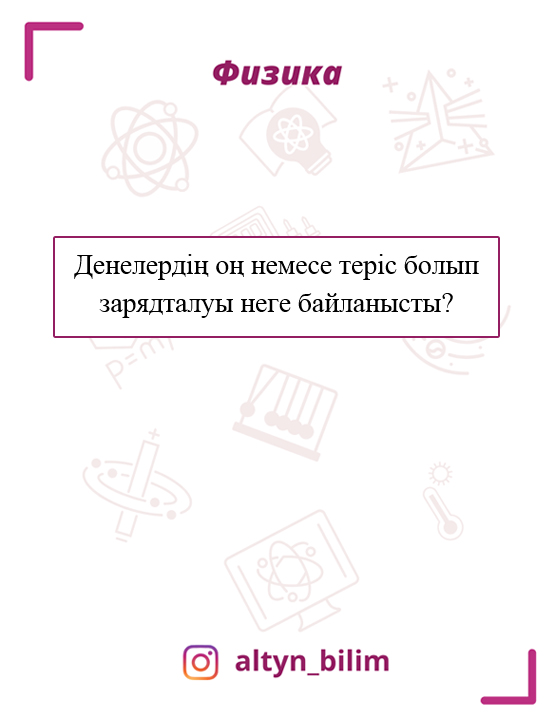 Физика
Денелердің оң немесе теріс болып
зарядталуы неге байланысты?
p=m
altyn_bilim